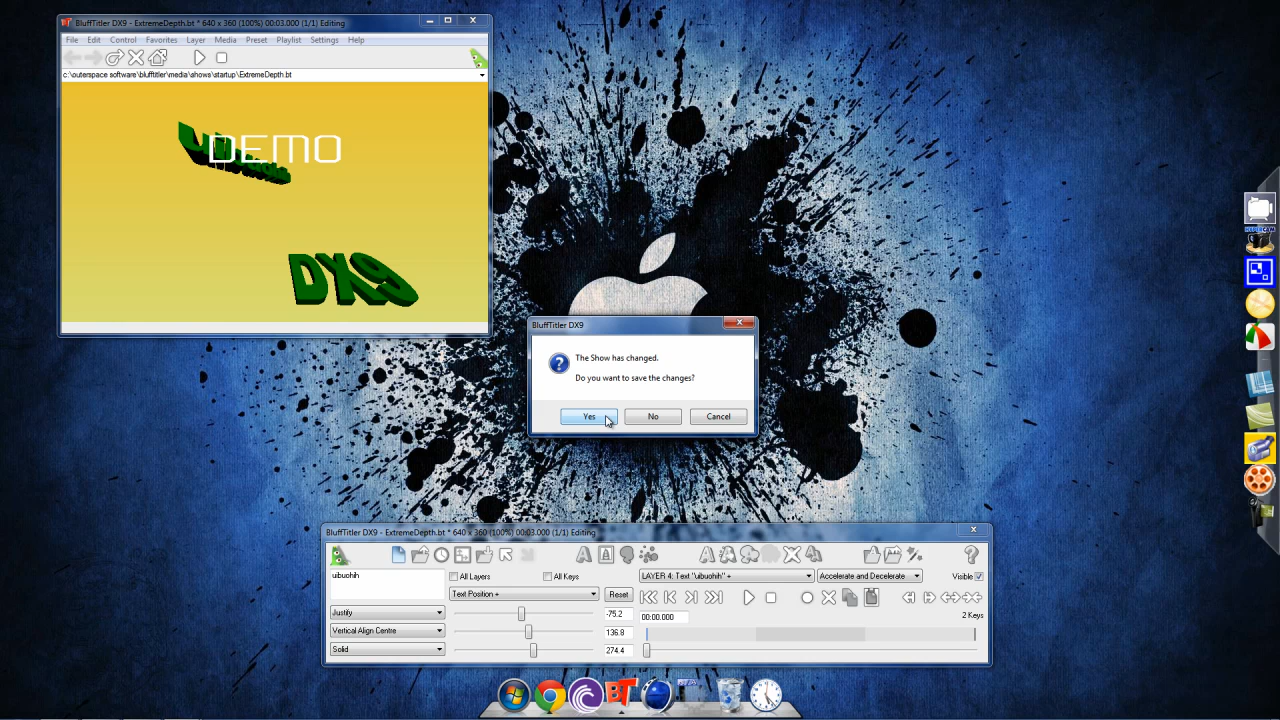 BluffTitler DX9 - ExtremeDepth.bt * 640 x 360 (100%) 00:03.000 (1/1) Editing
File Edit Control Favorites Layer Media Preset Playlist Settings Help
c:\outerspace software\blufftitler\media\shows\startup\ExtremeDepth.bt
DEMO
DX9
BluffTitler DX9
The Show has changed.
Do you want to save the changes?
Yes No Cancel
BluffTitler DX9 - ExtremeDepth.bt * 640 x 360 (100%) 00:03.000 (1/1) Editing
uibuohih
All Layers All Keys LAYER 4: Text "uibuohih" + Accelerate and Decelerate Visible
Text Position + Reset
Justify -75.2 00:00.000 2 Keys
Vertical Align Centre 136.8
Solid 274.4
BT